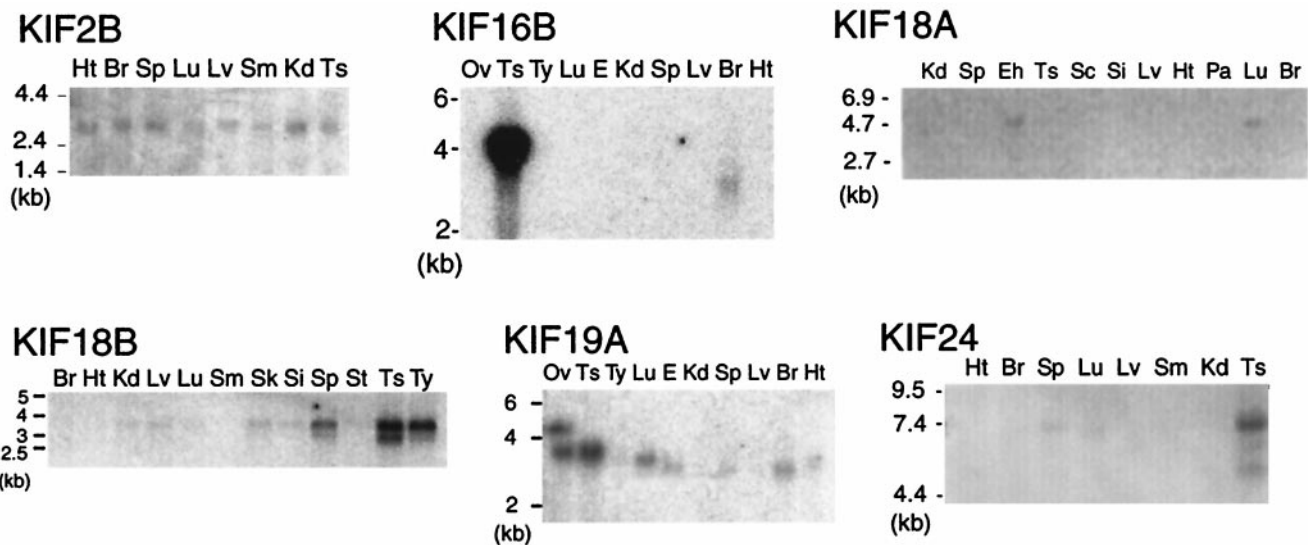 KIF2B
Ht Br Sp Lu Lv Sm Kd Ts
4.4 -
2.4 -
1.4 -
(kb)
KIF16B
Ov Ts Ty Lu E Kd Sp Lv Br Ht
6-
4-
2-
(kb)
KIF18A
Kd Sp Eh Ts Sc Si Lv Ht Pa Lu Br
6.9 -
4.7 -
2.7 -
(kb)
KIF18B
Br Ht Kd Lv Lu Sm Sk Si Sp St Ts Ty
5 -
4 -
3 -
2.5
(kb)
KIF19A
Ov Ts Ty Lu E Kd Sp Lv Br Ht
6 -
4 -
2 -
(kb)
KIF24
Ht Br Sp Lu Lv Sm Kd Ts
9.5 -
7.4 -
4.4 -
(kb)